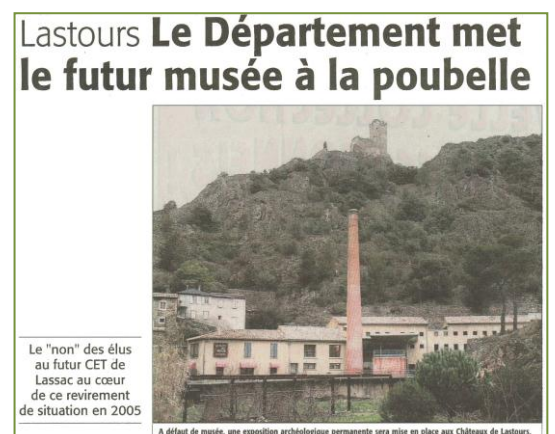 Lastours Le Département met
le futur musée à la poubelle
Le "non" des élus
au futur CET de
Lassac au cœur
de ce revirement
de situation en 2005
A défaut de musée, une exposition archéologique permanente sera mise en place aux Châteaux de Lastours.